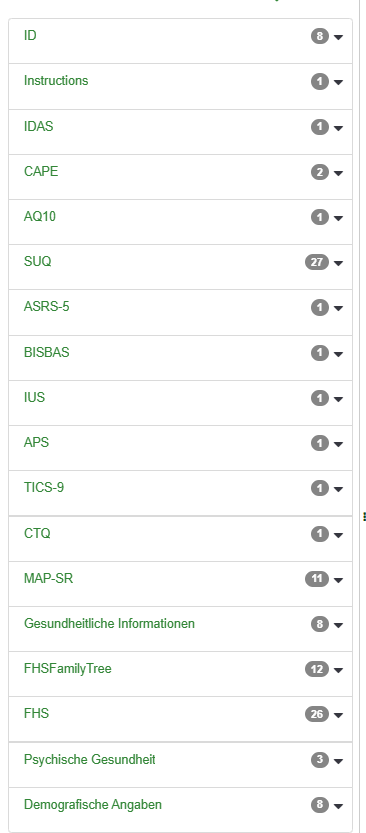 ID 8
Instructions 1
IDAS 1
CAPE 2
AQ10 1
SUQ 27
ASRS-5 1
BISBAS 1
IUS 1
APS 1
TICS-9 1
CTQ 1
MAP-SR 11
Gesundheitliche Informationen 8
FHSFamilyTree 12
FHS 26
Psychische Gesundheit 3
Demografische Angaben 8